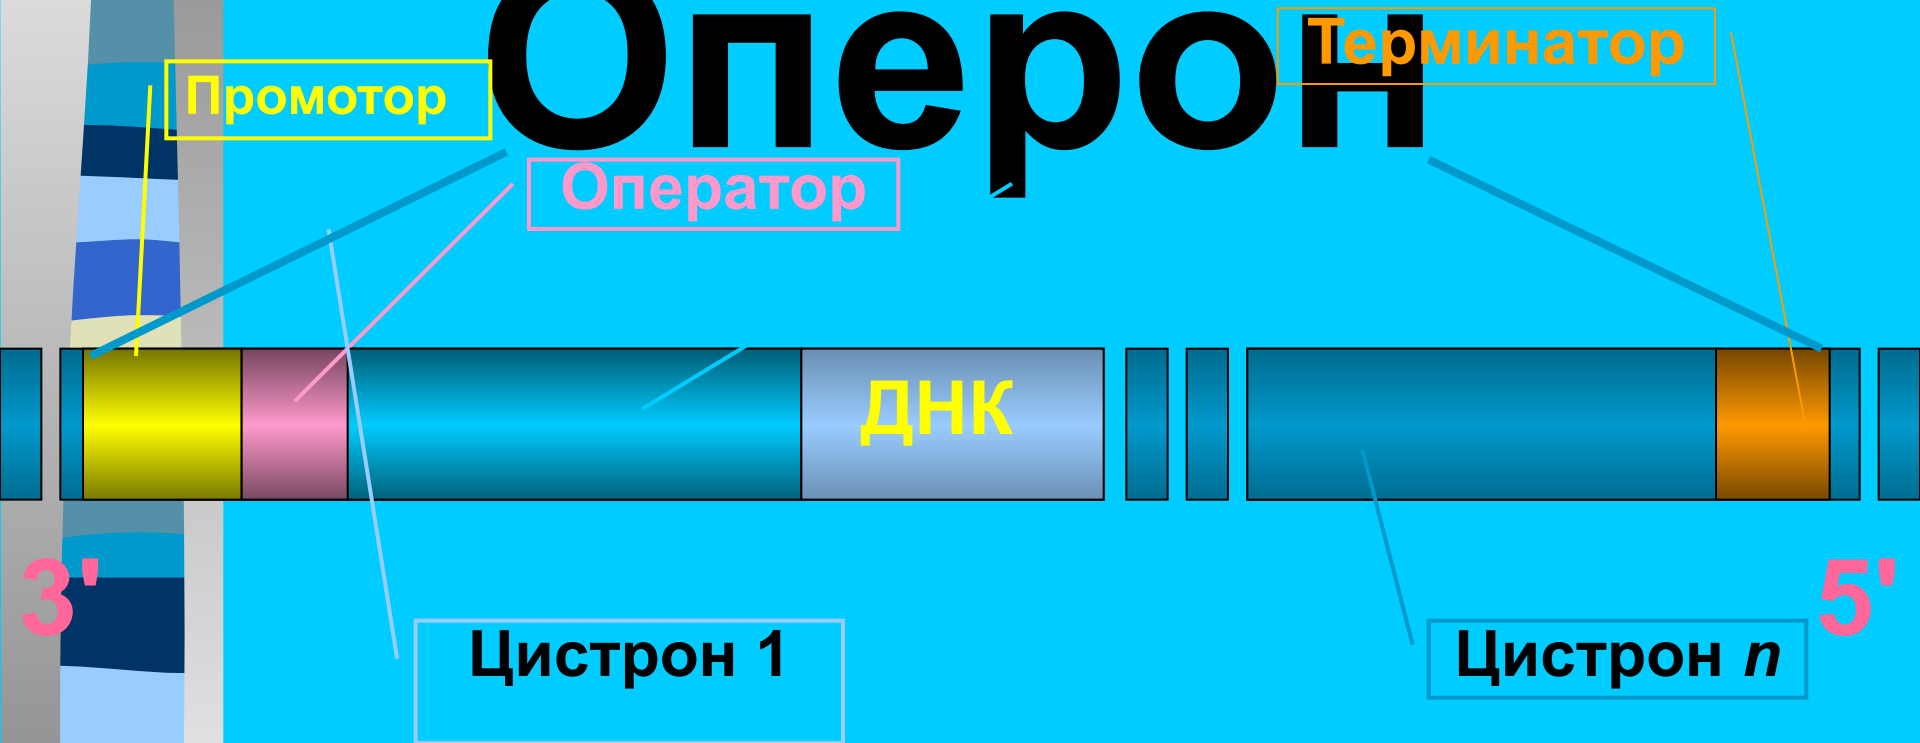 Оперон
Терминатор
Промотор
Оператор
ДНК
3'
5'
Цистрон 1
Цистрон n